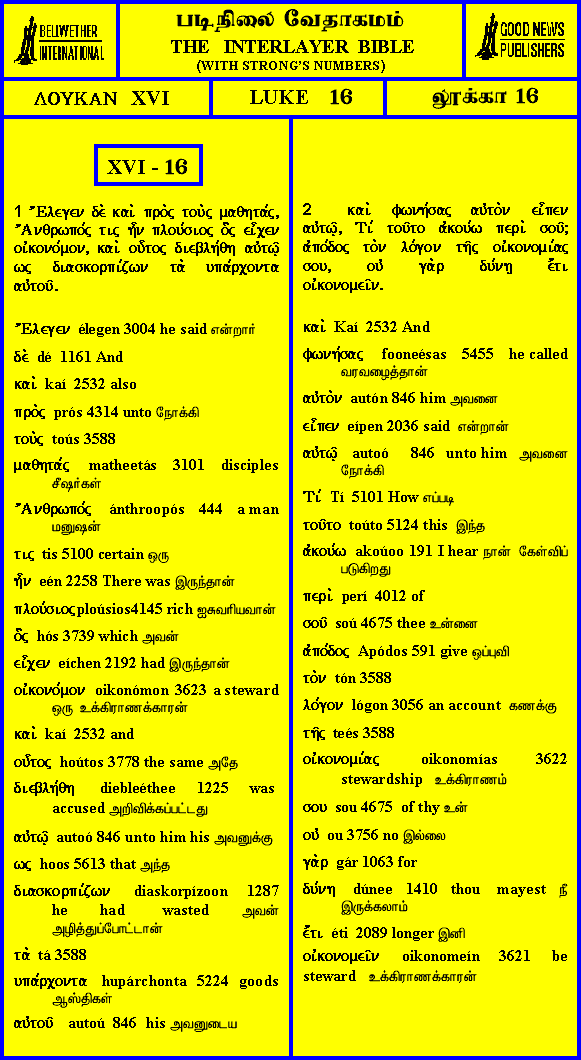 BELLWETHER
INTERNATIONAL
படிநிலை வேதாகமம்
THE INTERLAYER BIBLE
(WITH STRONG'S NUMBERS)
GOOD NEWS
PUBLISHERS
ΛΟΥΚΑΝ XVI
LUKE 16
லூக்கா 16
XVI - 16
1 Ἔλεγεν δὲ καὶ πρὸς τοὺς μαθητάς,
Ἄνθρωπός τις ἦν πλούσιος ὃς εἶχεν
οἰκονόμον, καὶ οὗτος διεβλήθη αὐτῷ
ως διασκορπίζων τὰ υπάρχοντα
αὐτοῦ.
Ἔλεγεν élegen 3004 he said என்றார்
δὲ dé 1161 And
καὶ kaí 2532 also
πρὸς prós 4314 unto நோக்கி
τοὺς toús 3588
μαθητάς matheetás 3101 disciples
சீஷர்கள்
Ἄνθρωπός ánthroopós 444 a man
மனுஷன்
τις tis 5100 certain ஒரு
ἦν eén 2258 There was இருந்தான்
πλούσιος ploúsios4145 rich ஐசுவரியவான்
ὃς hós 3739 which அவன்
εἶχεν eíchen 2192 had இருந்தான்
οἰκονόμον oikonómon 3623 a steward
ஒரு உக்கிராணக்காரன்
καὶ kaí 2532 and
οὗτος hoútos 3778 the same அதே
διεβλήθη diebleéthee 1225 was
accused அறிவிக்கப்பட்டது
αὐτῷ autoó 846 unto him his அவனுக்கு
ως hoos 5613 that அந்த
διασκορπίζων diaskorpízoon 1287
he had wasted அவன்
அழித்துப்போட்டான்
τὰ tá 3588
υπάρχοντα hupárchonta 5224 goods
ஆஸ்திகள்
αὐτοῦ autoú 846 his அவனுடைய
2 καὶ φωνήσας αὐτὸν εἶπεν
αὐτῷ, Τί τοῦτο ἀκούω περὶ σοῦ;
ἀπόδος τὸν λόγον τῆς οἰκονομίας
σου, οὐ γὰρ δύνῃ ἔτι
οἰκονομεῖν.
καὶ Kaí 2532 And
φωνήσας fooneésas 5455 he called
வரவழைத்தான்
αὐτὸν autón 846 him அவனை
εἶπεν eípen 2036 said என்றான்
αὐτῷ autoó 846 unto him அவனை
நோக்கி
Τί Tí 5101 How எப்படி
τοῦτο toúto 5124 this இந்த
ἀκούω akoúoo 191 I hear நான் கேள்விப்
படுகிறது
περὶ perí 4012 of
σοῦ soú 4675 thee உன்னை
ἀπόδος Apódos 591 give ஒப்புவி
τὸν tón 3588
λόγον lógon 3056 an account கணக்கு
τῆς teés 3588
οἰκονομίας oikonomías 3622
stewardship உக்கிராணம்
σου sou 4675 of thy உன்
οὐ ou 3756 no இல்லை
γὰρ gár 1063 for
δύνῃ dúnee 1410 thou mayest நீ
இருக்கலாம்
ἔτι éti 2089 longer இனி
οἰκονομεῖν oikonomeín 3621 be
steward உக்கிராணக்காரன்